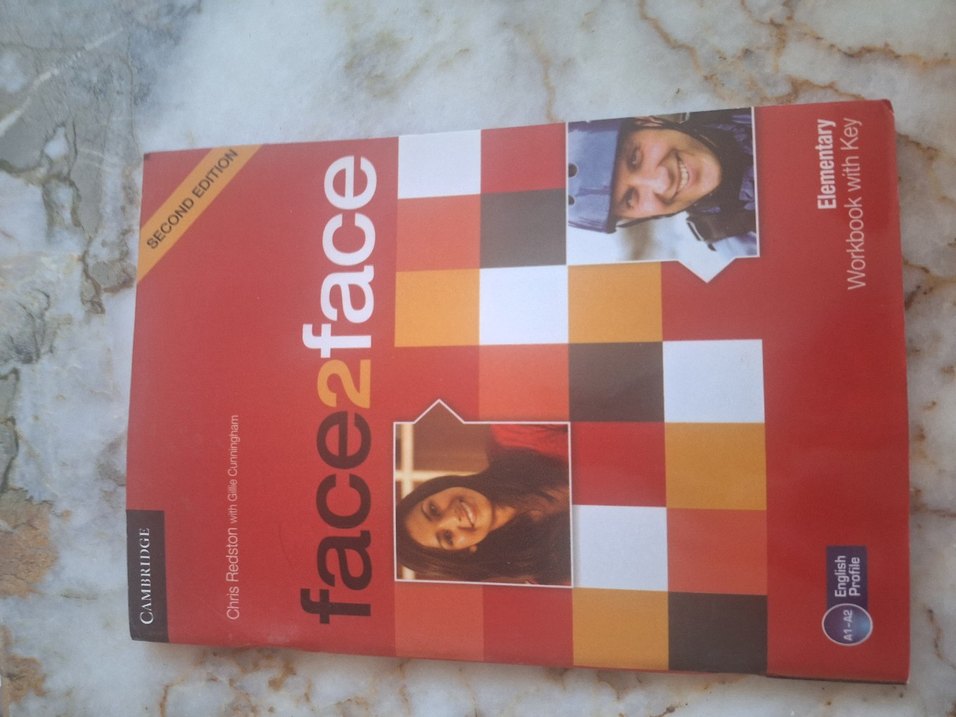 CAMBRIDGE
SECOND EDITION
Chris Redston with Gillie Cunningham
face2face
A1–A2
English
Profile
Elementary
Workbook with Key